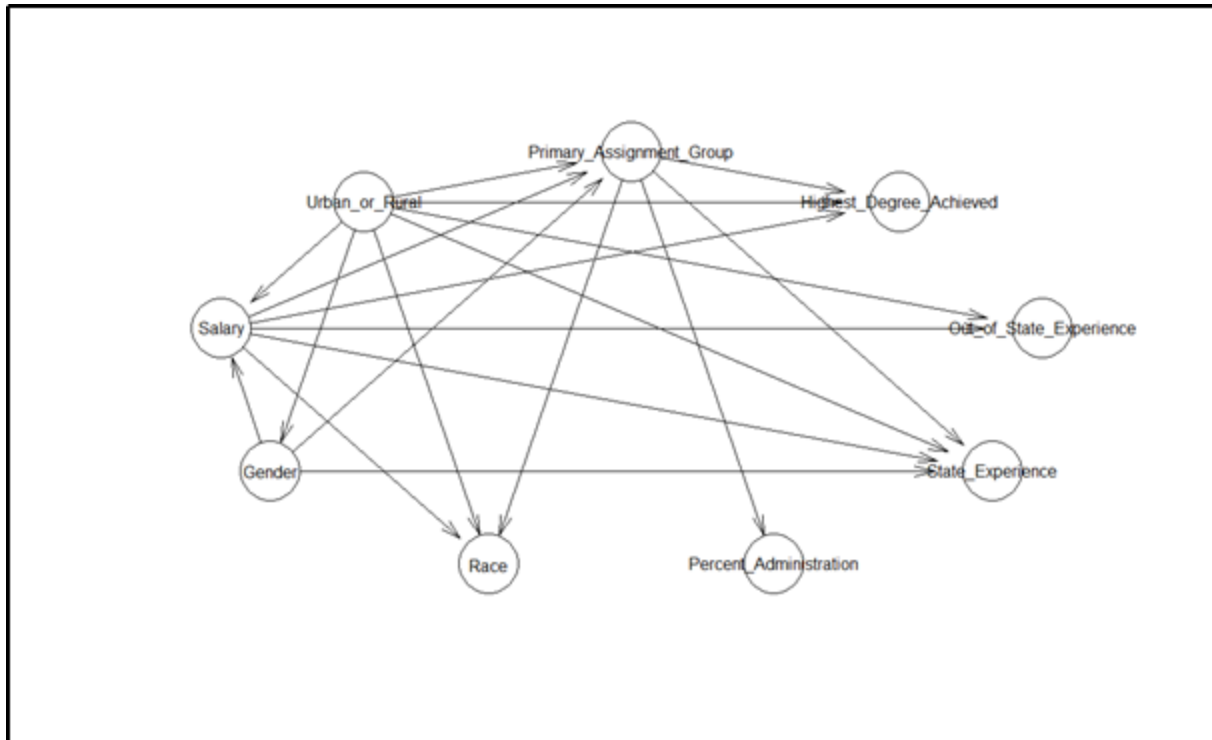 Primary_Assignment_Group
Urban_or_Rural
Highest_Degree_Achieved
Salary
Out_of_State_Experience
Gender
State_Experience
Race
Percent_Administration